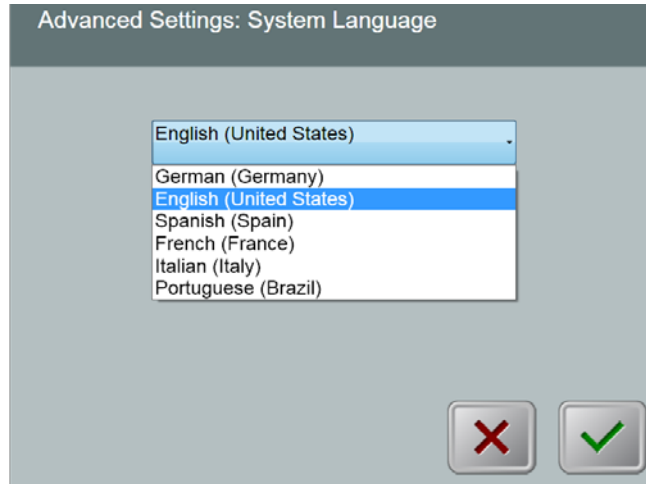 Advanced Settings: System Language
English (United States)
German (Germany)
English (United States)
Spanish (Spain)
French (France)
Italian (Italy)
Portuguese (Brazil)